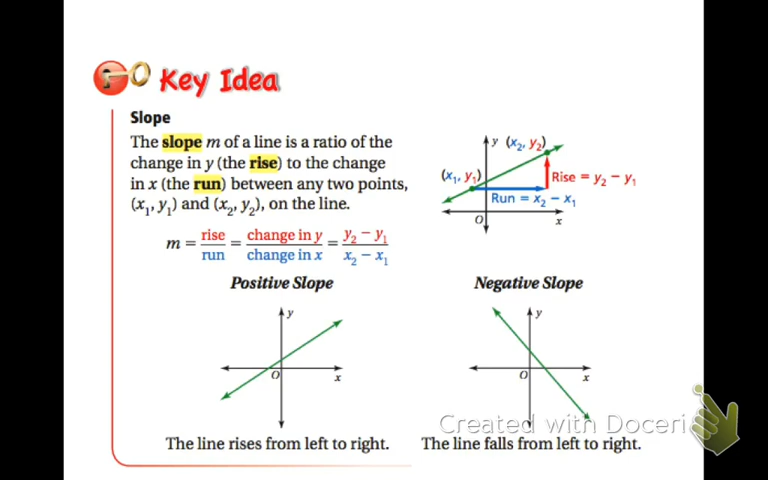 Key Idea
Slope
The slope m of a line is a ratio of the
change in y (the rise) to the change
in x (the run) between any two points,
(x₁, y₁) and (x₂, y₂), on the line.
m = rise/run = change in y/change in x = y₂ − y₁/x₂ − x₁
y (x₂, y₂)
(x₁, y₁)
Rise = y₂ − y₁
Run = x₂ − x₁
O
x
Positive Slope
y
O
x
The line rises from left to right.
Negative Slope
y
O
x
The line falls from left to right.
Created with Doceri